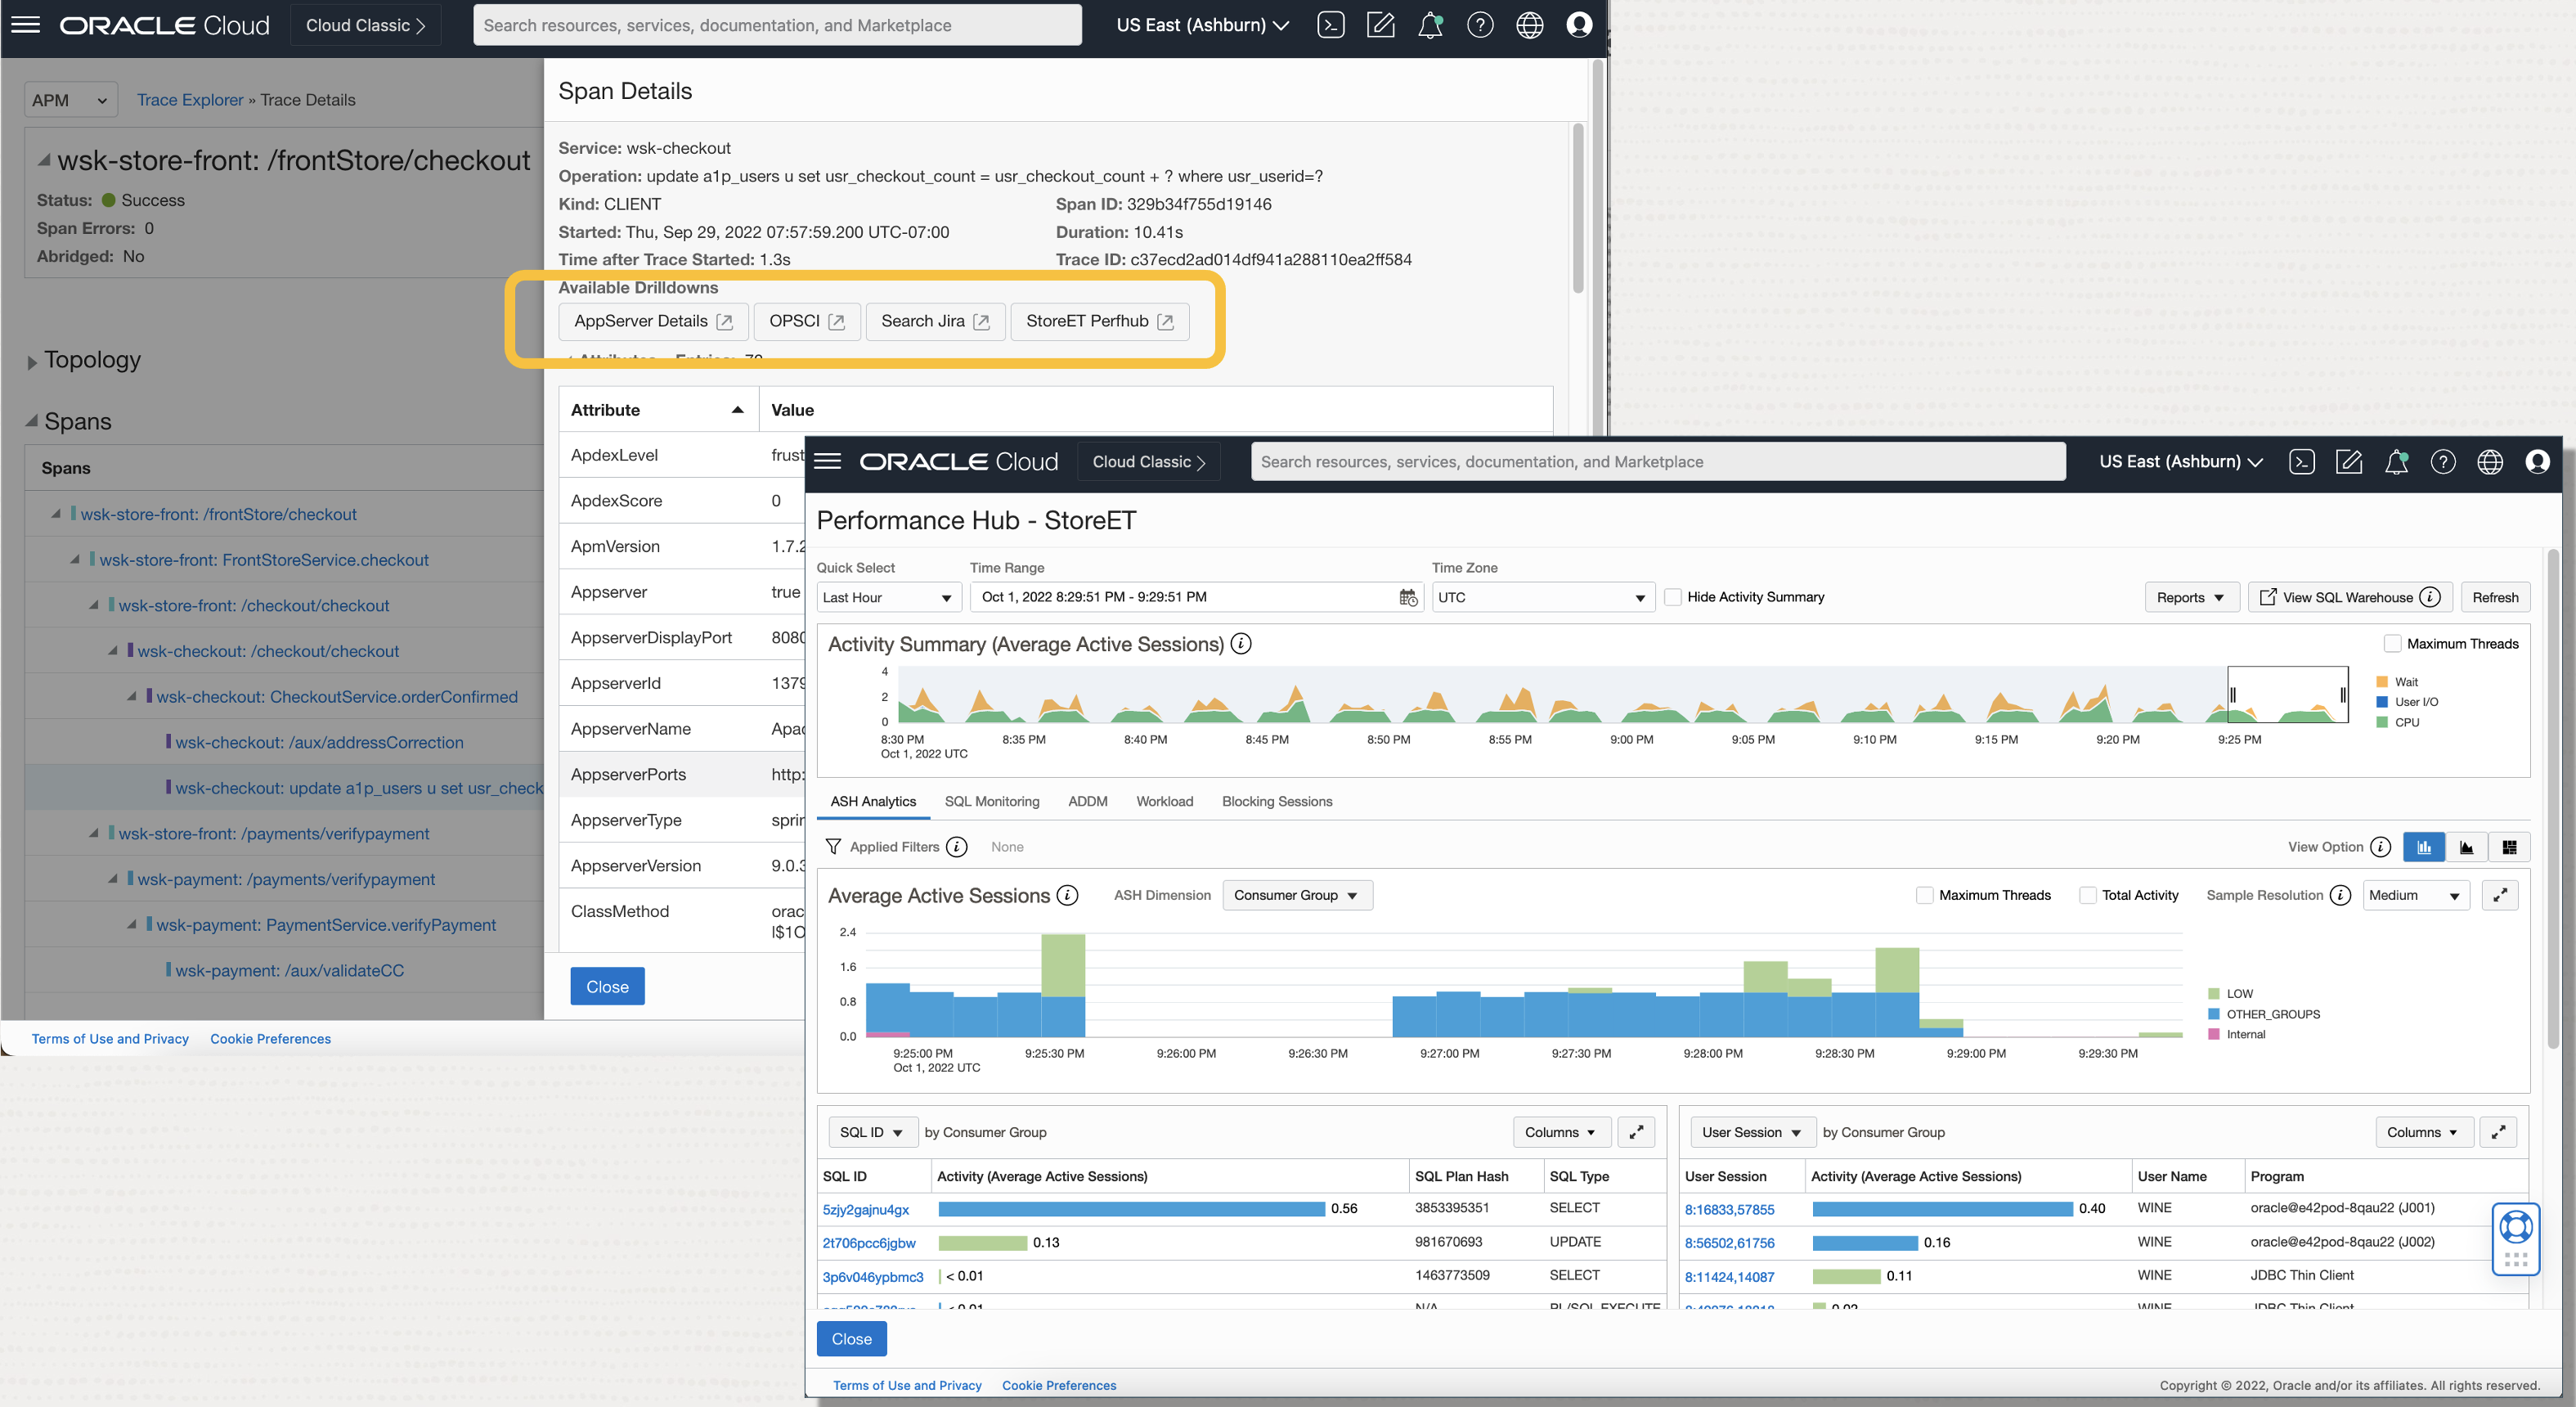 ORACLE Cloud
Cloud Classic
Search resources, services, documentation, and Marketplace
US East (Ashburn)
APM
Trace Explorer » Trace Details
wsk-store-front: /frontStore/checkout
Status: Success
Span Errors: 0
Abridged: No
Topology
Spans
Spans
wsk-store-front: /frontStore/checkout
wsk-store-front: FrontStoreService.checkout
wsk-store-front: /checkout/checkout
wsk-checkout: /checkout/checkout
wsk-checkout: CheckoutService.orderConfirmed
wsk-checkout: /aux/addressCorrection
wsk-checkout: update a1p_users u set usr_check
wsk-store-front: /payments/verifypayment
wsk-payment: /payments/verifypayment
wsk-payment: PaymentService.verifyPayment
wsk-payment: /aux/validateCC
Terms of Use and Privacy Cookie Preferences
Span Details
Service: wsk-checkout
Operation: update a1p_users u set usr_checkout_count = usr_checkout_count + ? where usr_userid=?
Kind: CLIENT Span ID: 329b34f755d19146
Started: Thu, Sep 29, 2022 07:57:59.200 UTC-07:00 Duration: 10.41s
Time after Trace Started: 1.3s Trace ID: c37ecd2ad014df941a288110ea2ff584
Available Drilldowns
AppServer Details OPSCI Search Jira StoreET Perfhub
Attribute Value
ApdexLevel frust
ApdexScore 0
ApmVersion 1.7.2
Appserver true
AppserverDisplayPort 8080
AppserverId 1379
AppserverName Apac
AppserverPorts http:
AppserverType sprin
AppserverVersion 9.0.3
ClassMethod orac
l$1O
Close
ORACLE Cloud
Cloud Classic
Search resources, services, documentation, and Marketplace
US East (Ashburn)
Performance Hub - StoreET
Quick Select Time Range Time Zone
Last Hour Oct 1, 2022 8:29:51 PM - 9:29:51 PM UTC Hide Activity Summary Reports View SQL Warehouse Refresh
Activity Summary (Average Active Sessions) Maximum Threads
4
2
0
8:30 PM 8:35 PM 8:40 PM 8:45 PM 8:50 PM 8:55 PM 9:00 PM 9:05 PM 9:10 PM 9:15 PM 9:20 PM 9:25 PM
Oct 1, 2022 UTC
Wait
User I/O
CPU
ASH Analytics SQL Monitoring ADDM Workload Blocking Sessions
Applied Filters None View Option
Average Active Sessions ASH Dimension Consumer Group Maximum Threads Total Activity Sample Resolution Medium
2.4
1.6
0.8
0.0
9:25:00 PM 9:25:30 PM 9:26:00 PM 9:26:30 PM 9:27:00 PM 9:27:30 PM 9:28:00 PM 9:28:30 PM 9:29:00 PM 9:29:30 PM
Oct 1, 2022 UTC
LOW
OTHER_GROUPS
Internal
SQL ID by Consumer Group Columns
SQL ID Activity (Average Active Sessions) SQL Plan Hash SQL Type
5zjy2gajnu4gx 0.56 3853395351 SELECT
2t706pcc6jgbw 0.13 981670693 UPDATE
3p6v046ypbmc3 < 0.01 1463773509 SELECT
< 0.01 N/A PL/SQL EXECUTE
User Session by Consumer Group Columns
User Session Activity (Average Active Sessions) User Name Program
8:16833,57855 0.40 WINE oracle@e42pod-8qau22 (J001)
8:56502,61756 0.16 WINE oracle@e42pod-8qau22 (J002)
8:11424,14087 0.11 WINE JDBC Thin Client
WINE JDBC Thin Client
Close
Terms of Use and Privacy Cookie Preferences
Copyright © 2022, Oracle and/or its affiliates. All rights reserved.